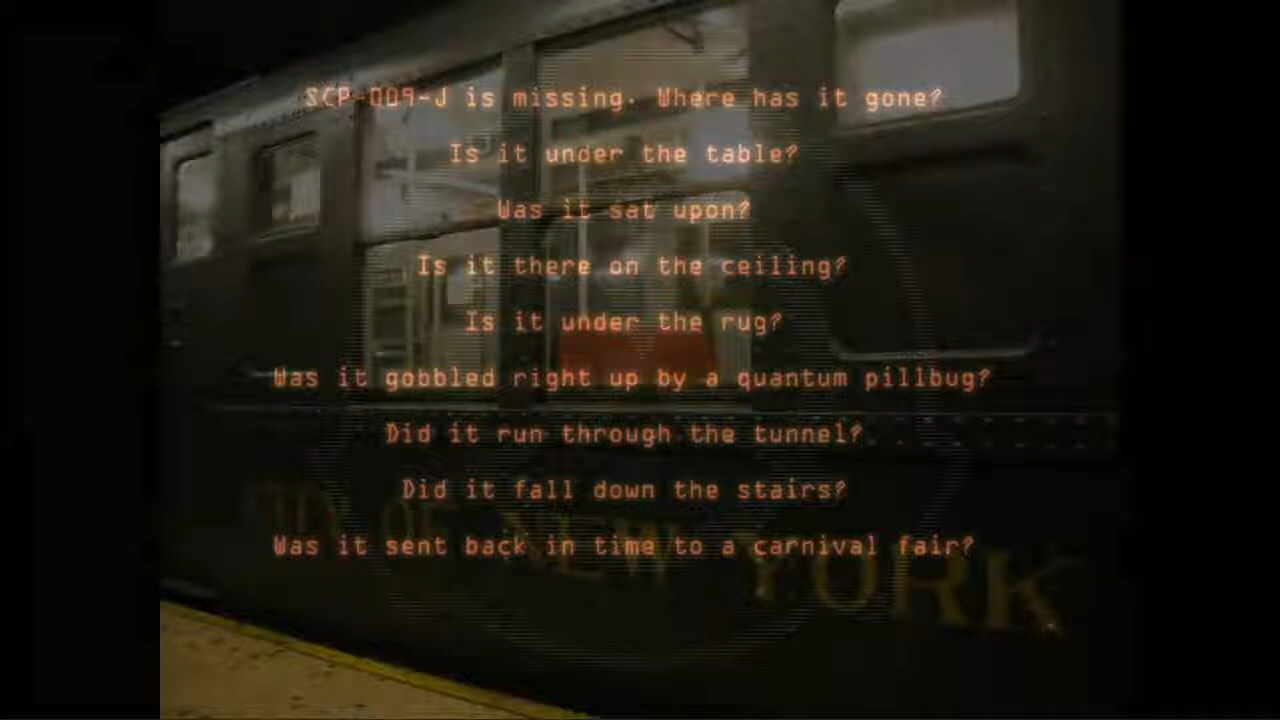 SCP-009-J is missing. Where has it gone?
Is it under the table?
Was it sat upon?
Is it there on the ceiling?
Is it under the rug?
Was it gobbled right up by a quantum pillbug?
Did it run through the tunnel?
Did it fall down the stairs?
Was it sent back in time to a carnival fair?
CITY OF NEW YORK